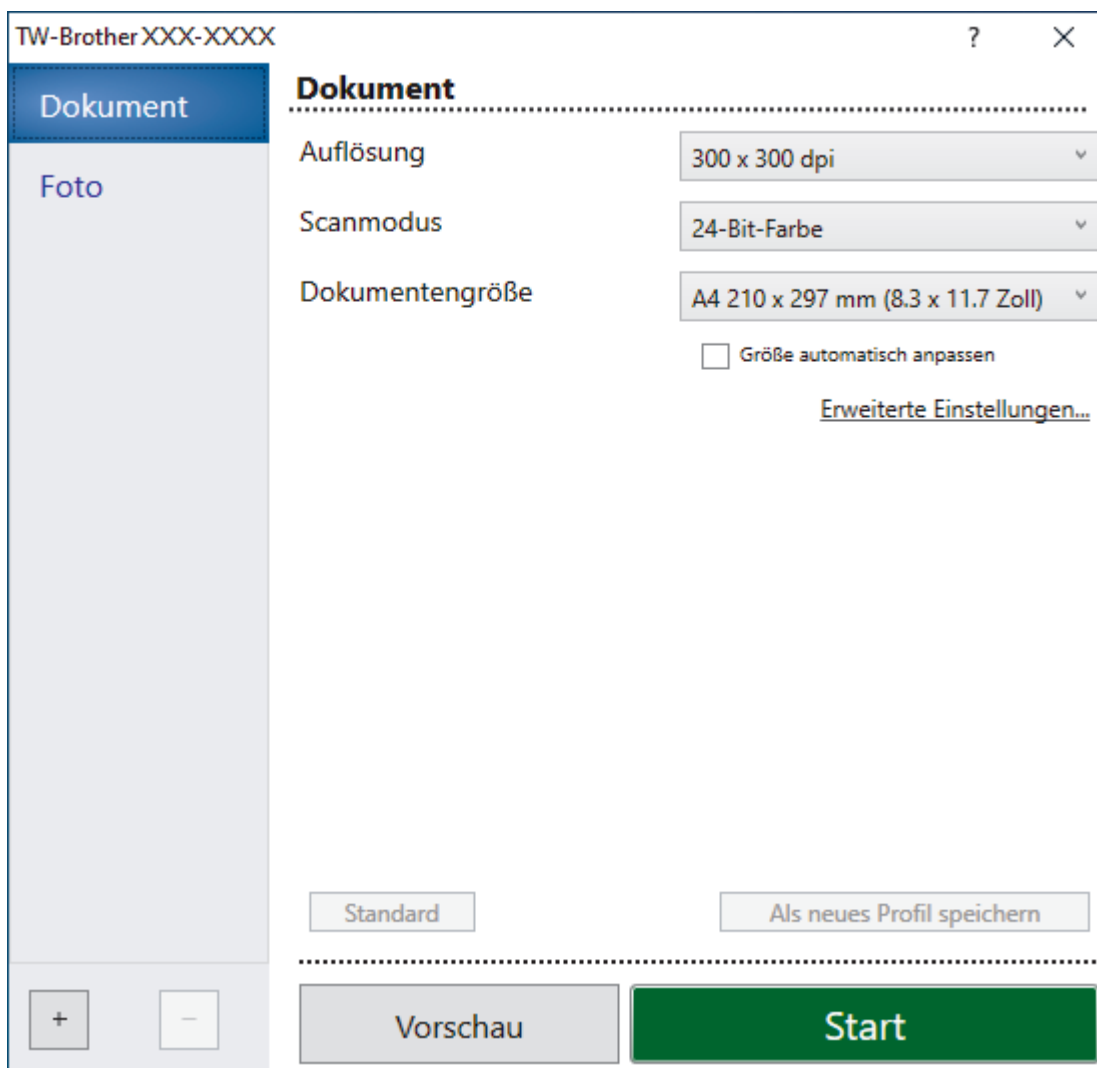 TW-Brother XXX-XXXX ?
Dokument
Foto
Dokument
Auflösung 300 x 300 dpi
Scanmodus 24-Bit-Farbe
Dokumentengröße A4 210 x 297 mm (8.3 x 11.7 Zoll)
Größe automatisch anpassen
Erweiterte Einstellungen...
Standard Als neues Profil speichern
+ − Vorschau Start